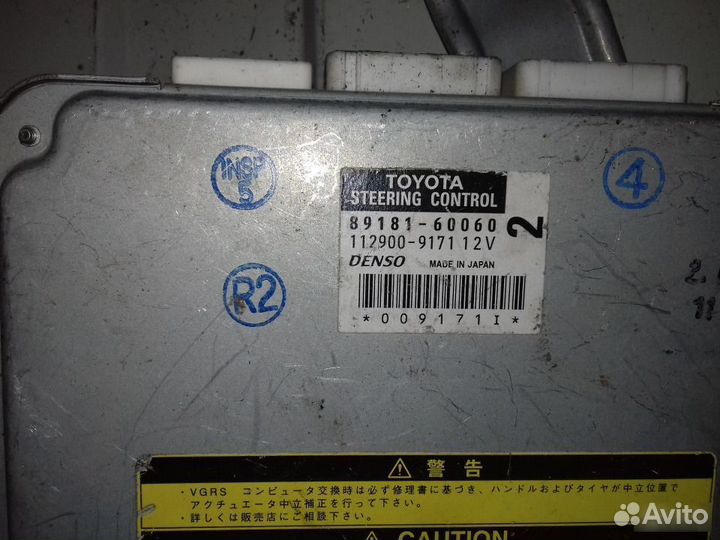 INSP
5
4
R2
TOYOTA
STEERING CONTROL
89181-60060
2
112900-9171 12V
DENSO MADE IN JAPAN
*009171I*
2.
11
警告
・VGRS コンピュータ交換時は必ず修理書に基づき、ハンドルおよびタイヤが中立位置で
アクチュエータ中立補正を行って下さい。
・詳しくは販売店にご相談下さい。
CAUTION
Avito